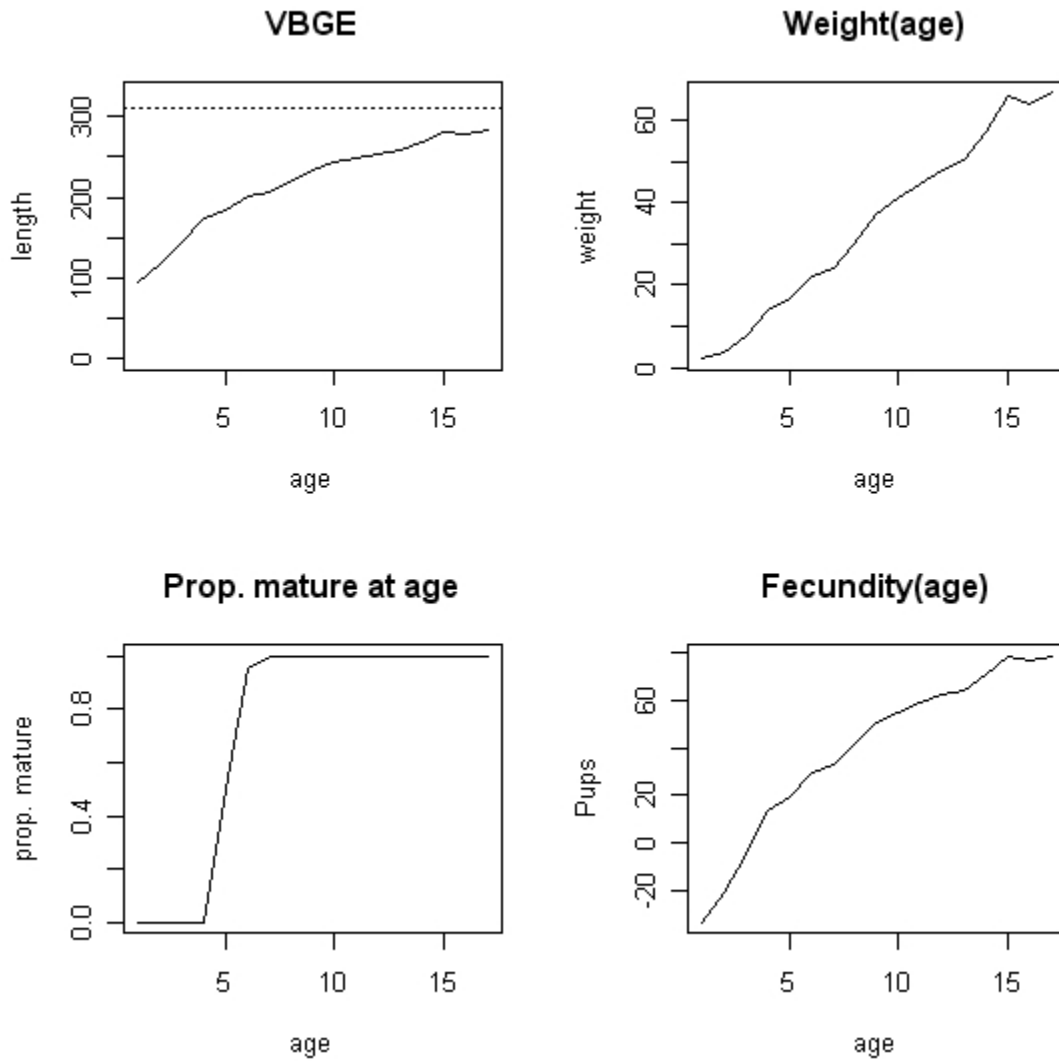 VBGE
Weight(age)
length
0 100 200 300
5 10 15
age
weight
0 20 40 60
5 10 15
age
Prop. mature at age
Fecundity(age)
prop. mature
0.0 0.4 0.8
5 10 15
age
Pups
-20 0 20 60
5 10 15
age